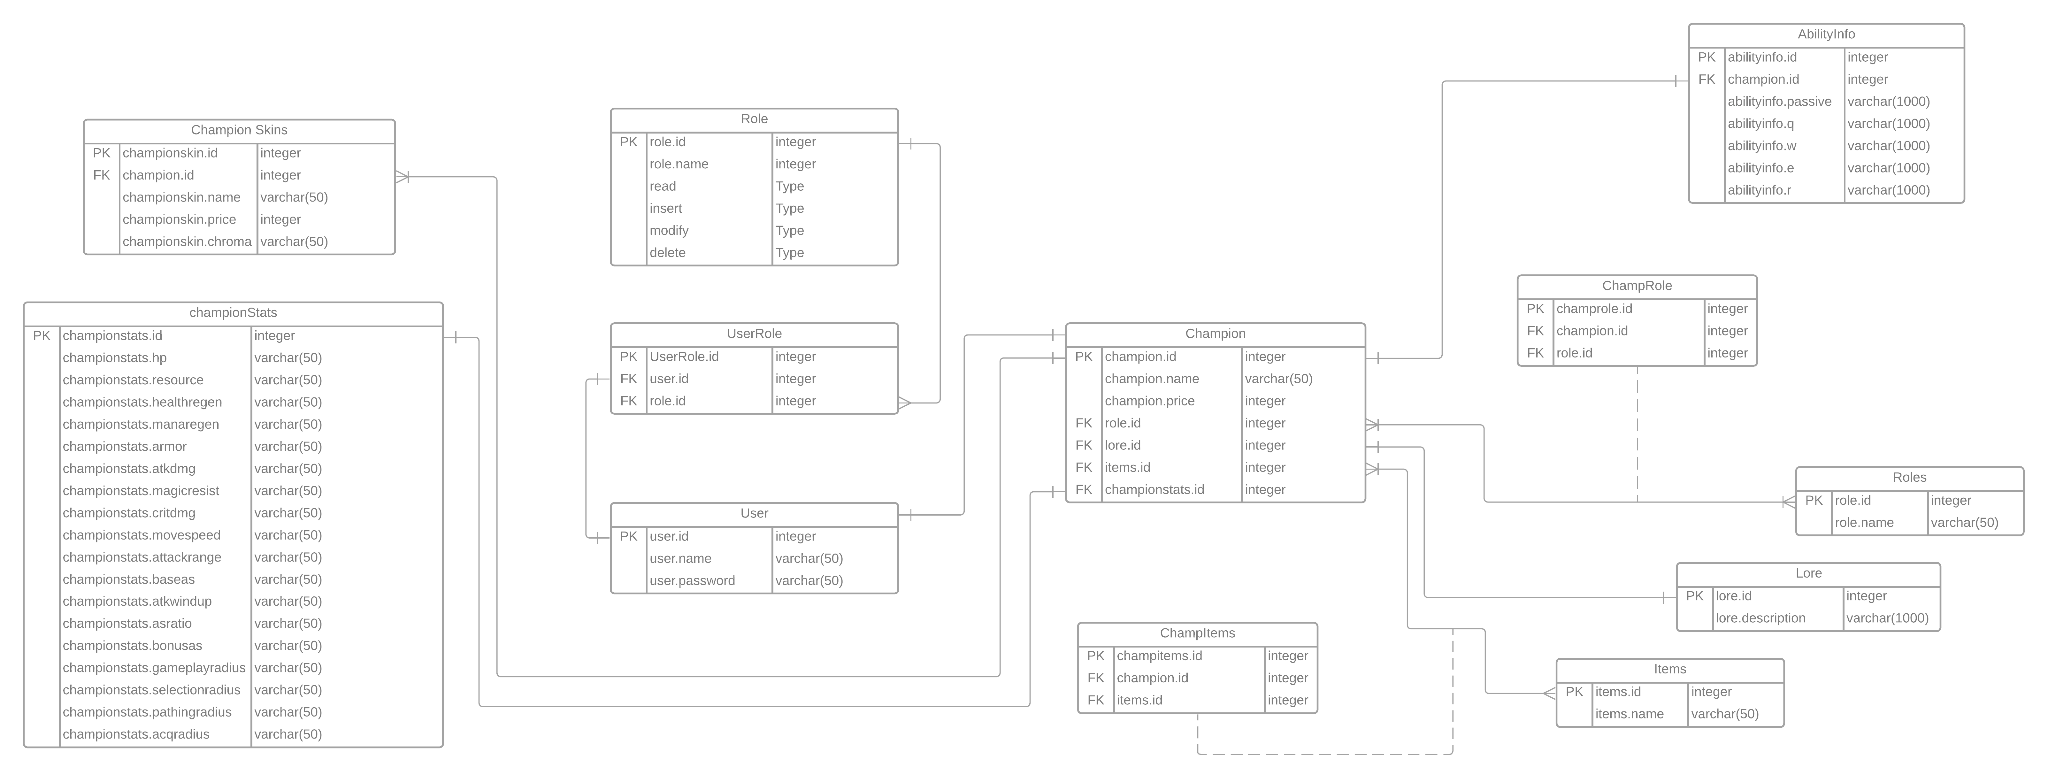 AbilityInfo
PK abilityinfo.id integer
FK champion.id integer
abilityinfo.passive varchar(1000)
abilityinfo.q varchar(1000)
abilityinfo.w varchar(1000)
abilityinfo.e varchar(1000)
abilityinfo.r varchar(1000)
Champion Skins
PK championskin.id integer
FK champion.id integer
championskin.name varchar(50)
championskin.price integer
championskin.chroma varchar(50)
Role
PK role.id integer
role.name integer
read Type
insert Type
modify Type
delete Type
ChampRole
PK champrole.id integer
FK champion.id integer
FK role.id integer
championStats
PK championstats.id integer
championstats.hp varchar(50)
championstats.resource varchar(50)
championstats.healthregen varchar(50)
championstats.manaregen varchar(50)
championstats.armor varchar(50)
championstats.atkdmg varchar(50)
championstats.magicresist varchar(50)
championstats.critdmg varchar(50)
championstats.movespeed varchar(50)
championstats.attackrange varchar(50)
championstats.baseas varchar(50)
championstats.atkwindup varchar(50)
championstats.asratio varchar(50)
championstats.bonusas varchar(50)
championstats.gameplayradius varchar(50)
championstats.selectionradius varchar(50)
championstats.pathingradius varchar(50)
championstats.acqradius varchar(50)
UserRole
PK UserRole.id integer
FK user.id integer
FK role.id integer
Champion
PK champion.id integer
champion.name varchar(50)
champion.price integer
FK role.id integer
FK lore.id integer
FK items.id integer
FK championstats.id integer
Roles
PK role.id integer
role.name varchar(50)
User
PK user.id integer
user.name varchar(50)
user.password varchar(50)
Lore
PK lore.id integer
lore.description varchar(1000)
ChampItems
PK champitems.id integer
FK champion.id integer
FK items.id integer
Items
PK items.id integer
items.name varchar(50)